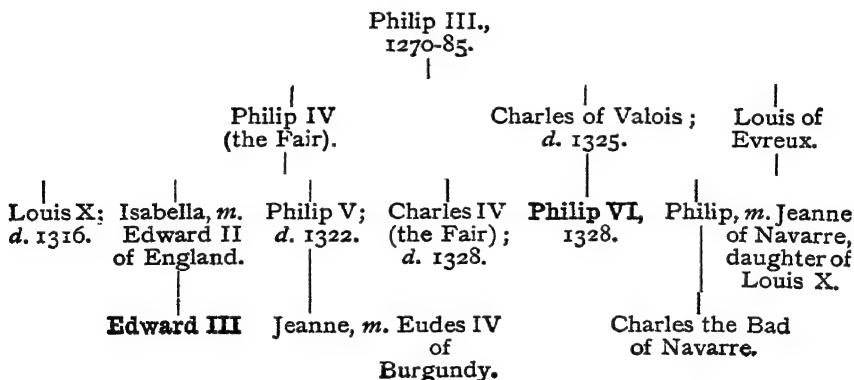 Philip III.,
1270-85.
Philip IV
(the Fair).
Charles of Valois;
d. 1325.
Louis of
Evreux.
Louis X;
d. 1316.
Isabella, m.
Edward II
of England.
Philip V;
d. 1322.
Charles IV
(the Fair);
d. 1328.
Philip VI,
1328.
Philip, m. Jeanne
of Navarre,
daughter of
Louis X.
Edward III
Jeanne, m. Eudes IV
of
Burgundy.
Charles the Bad
of Navarre.